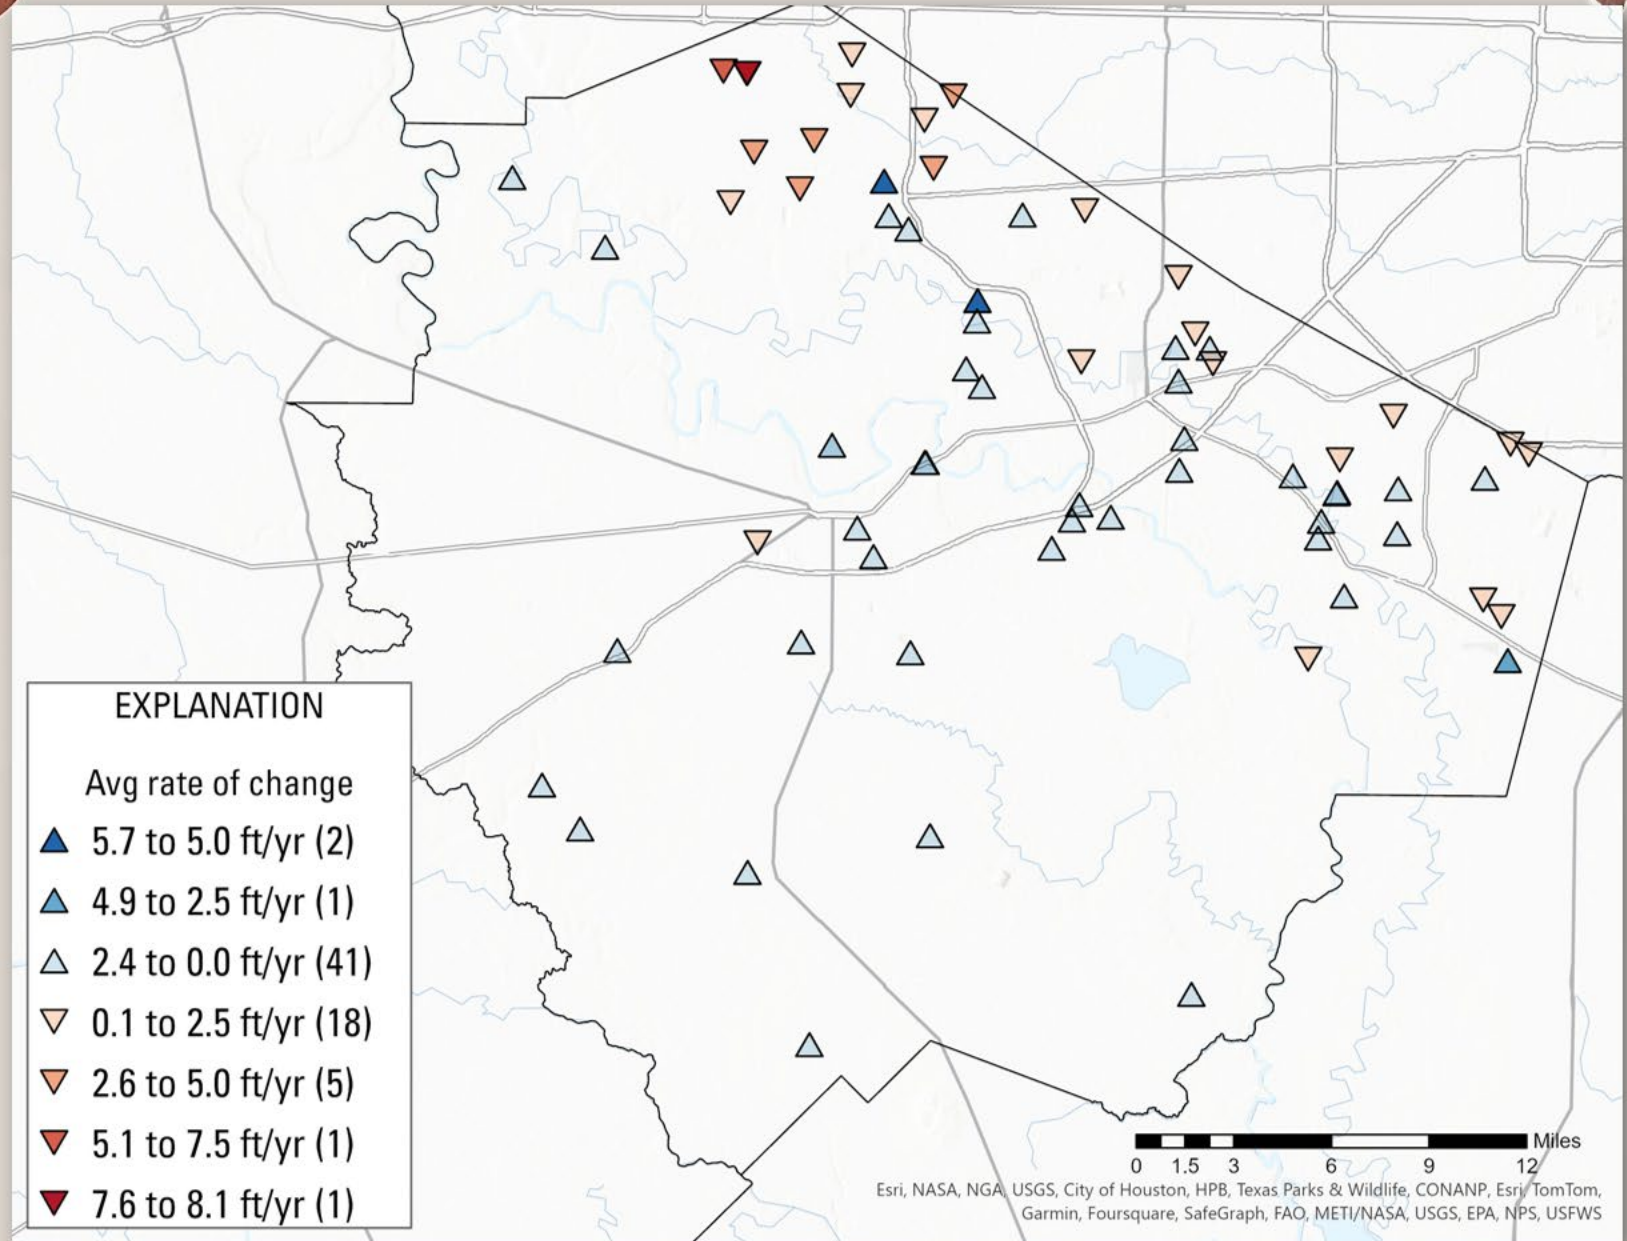 EXPLANATION
Avg rate of change
5.7 to 5.0 ft/yr (2)
4.9 to 2.5 ft/yr (1)
2.4 to 0.0 ft/yr (41)
0.1 to 2.5 ft/yr (18)
2.6 to 5.0 ft/yr (5)
5.1 to 7.5 ft/yr (1)
7.6 to 8.1 ft/yr (1)
Miles
0 1.5 3 6 9 12
Esri, NASA, NGA, USGS, City of Houston, HPB, Texas Parks & Wildlife, CONANP, Esri, TomTom,
Garmin, Foursquare, SafeGraph, FAO, METI/NASA, USGS, EPA, NPS, USFWS